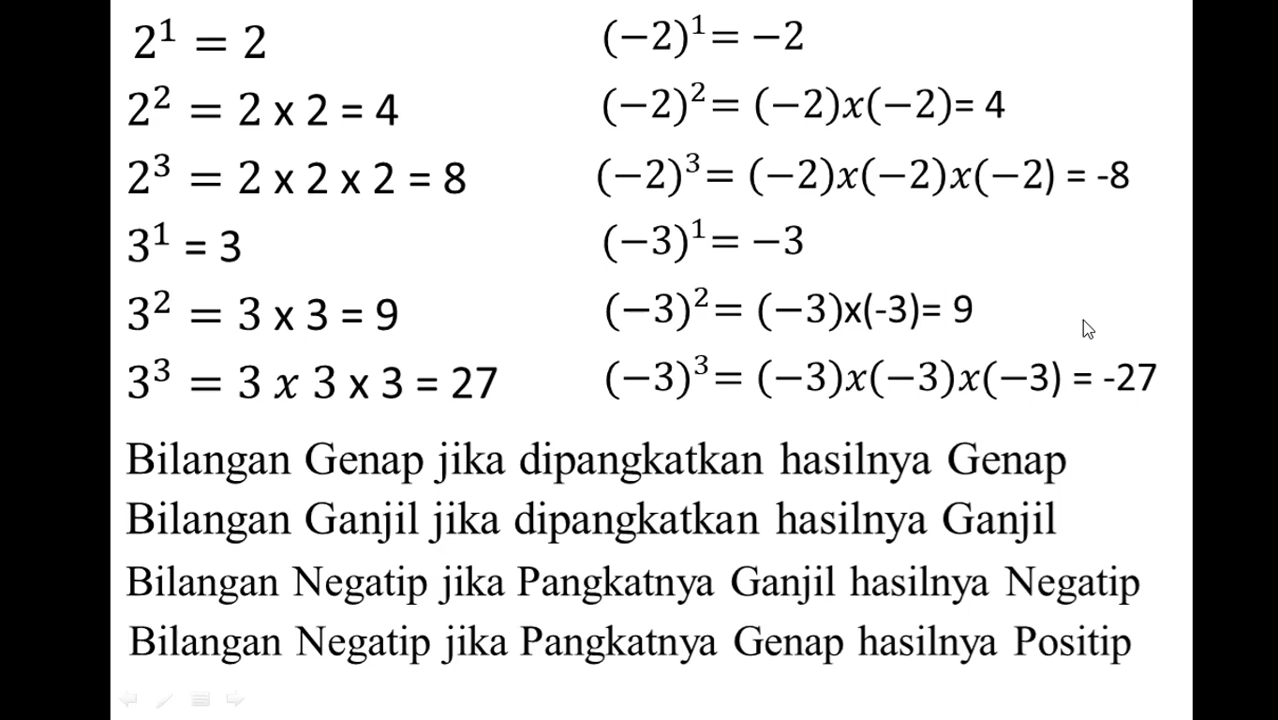 2¹ = 2
(−2)¹= −2
2² = 2 x 2 = 4
(−2)²= (−2)x(−2)= 4
2³ = 2 x 2 x 2 = 8
(−2)³= (−2)x(−2)x(−2) = -8
3¹ = 3
(−3)¹= −3
3² = 3 x 3 = 9
(−3)²= (−3)x(-3)= 9
3³ = 3 x 3 x 3 = 27
(−3)³= (−3)x(−3)x(−3) = -27
Bilangan Genap jika dipangkatkan hasilnya Genap
Bilangan Ganjil jika dipangkatkan hasilnya Ganjil
Bilangan Negatip jika Pangkatnya Ganjil hasilnya Negatip
Bilangan Negatip jika Pangkatnya Genap hasilnya Positip